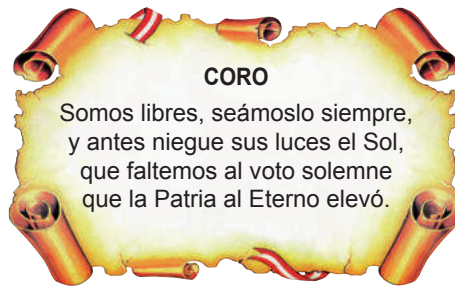 CORO
Somos libres, seámoslo siempre,
y antes niegue sus luces el Sol,
que faltemos al voto solemne
que la Patria al Eterno elevó.